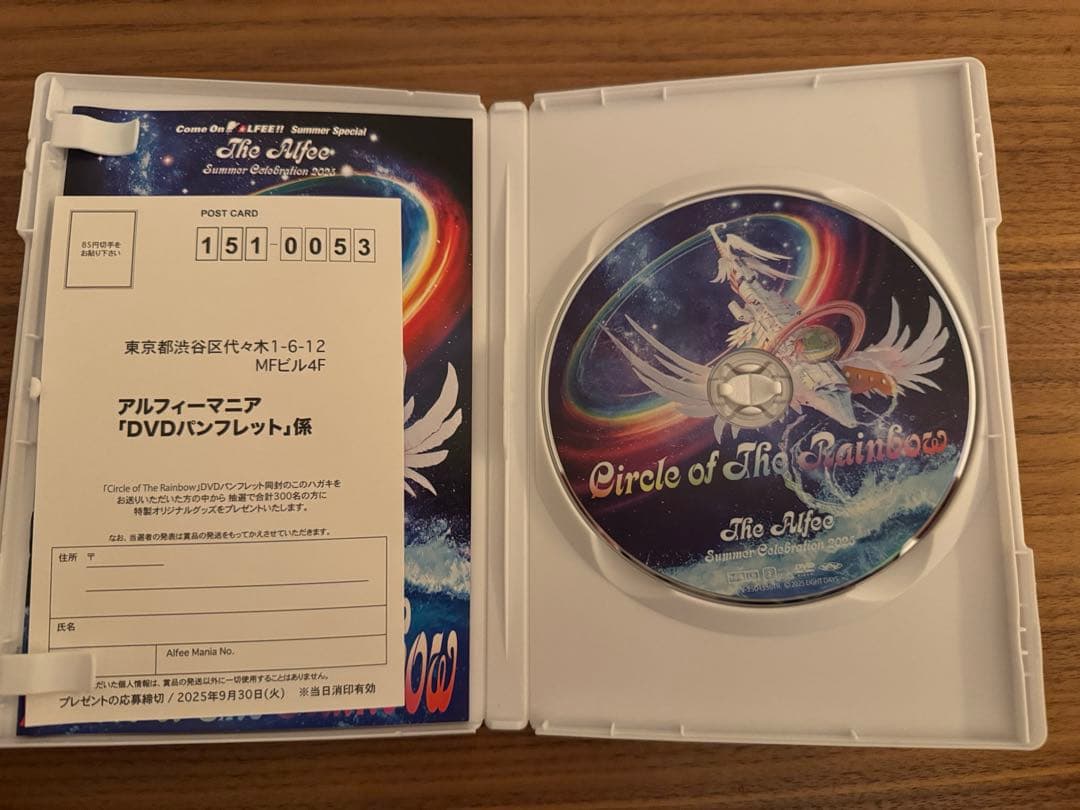 Come On! ALFEE!! Summer Special
The Alfee
Summer Celebration 2025
POST CARD
85円切手を
お貼り下さい
151-0053
東京都渋谷区代々木1-6-12
MFビル4F
アルフィーマニア
「DVDパンフレット」係
「Circle of The Rainbow」DVDパンフレット同封のこのハガキを
お送りいただいた方の中から 抽選で合計300名の方に
特製オリジナルグッズをプレゼントいたします。
なお、当選者の発表は賞品の発送をもってかえさせていただきます。
住所 〒
氏名
Alfee Mania No.
だいた個人情報は、賞品の発送以外に一切使用することはありません。
プレゼントの応募締切 / 2025年9月30日(火) ※当日消印有効
Circle of The Rainbow
The Alfee
Summer Celebration 2025
DVD
VIDEO
©2025 EIGHT DAYS